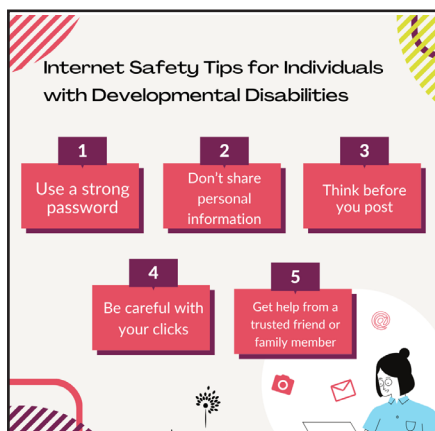 Internet Safety Tips for Individuals
with Developmental Disabilities
1
Use a strong
password
2
Don't share
personal
information
3
Think before
you post
4
Be careful with
your clicks
5
Get help from a
trusted friend or
family member
@